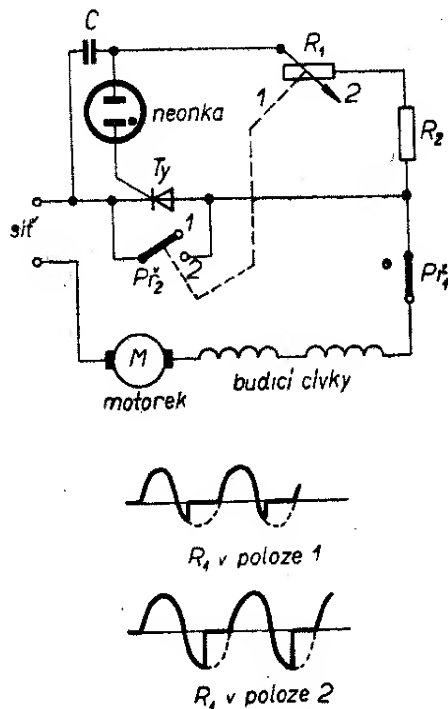 C
R₁
neonka
1
2
R₂
Ty
síť
1
2
Př₂
Př₁
M
motorek
budicí cívky
R₁ v poloze 1
R₁ v poloze 2